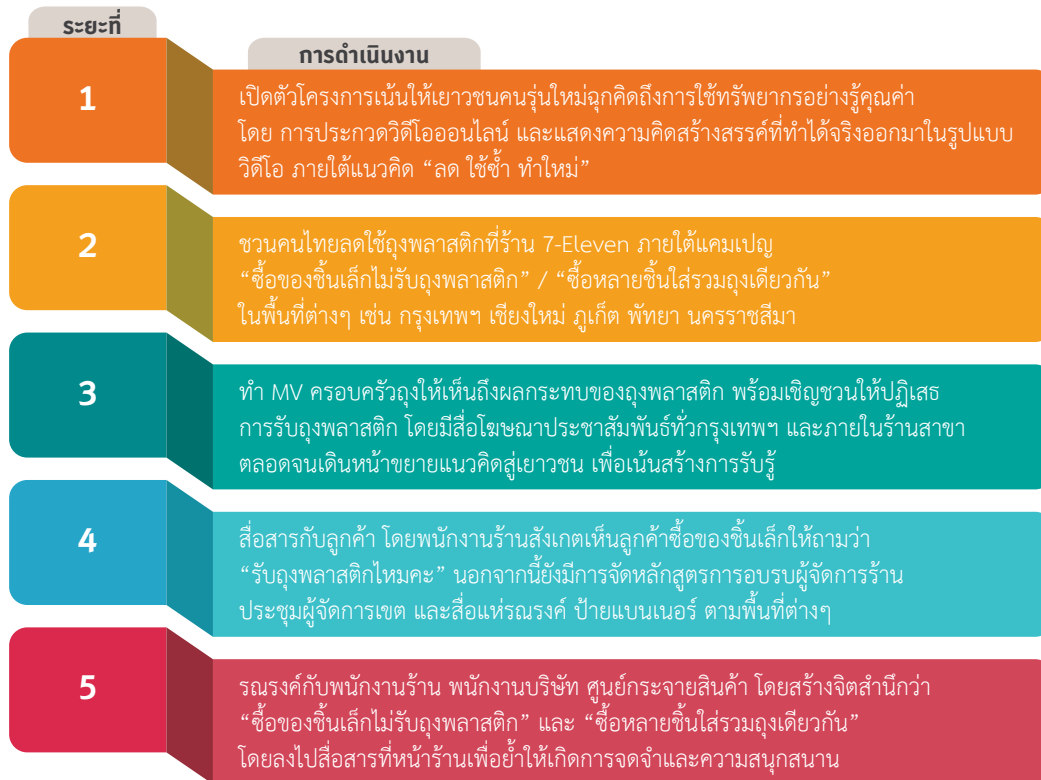 ระยะที่
การดำเนินงาน
1
เปิดตัวโครงการเน้นให้เยาวชนคนรุ่นใหม่ฉุกคิดถึงการใช้ทรัพยากรอย่างรู้คุณค่า
โดย การประกวดวิดีโอออนไลน์ และแสดงความคิดสร้างสรรค์ที่ทำได้จริงออกมาในรูปแบบ
วิดีโอ ภายใต้แนวคิด “ลด ใช้ซ้ำ ทำใหม่”
2
ชวนคนไทยลดใช้ถุงพลาสติกที่ร้าน 7-Eleven ภายใต้แคมเปญ
“ซื้อของชิ้นเล็กไม่รับถุงพลาสติก” / “ซื้อหลายชิ้นใส่รวมถุงเดียวกัน”
ในพื้นที่ต่างๆ เช่น กรุงเทพฯ เชียงใหม่ ภูเก็ต พัทยา นครราชสีมา
3
ทำ MV ครอบครัวถุงให้เห็นถึงผลกระทบของถุงพลาสติก พร้อมเชิญชวนให้ปฏิเสธ
การรับถุงพลาสติก โดยมีสื่อโฆษณาประชาสัมพันธ์ทั่วกรุงเทพฯ และภายในร้านสาขา
ตลอดจนเดินหน้าขยายแนวคิดสู่เยาวชน เพื่อเน้นสร้างการรับรู้
4
สื่อสารกับลูกค้า โดยพนักงานร้านสังเกตเห็นลูกค้าซื้อของชิ้นเล็กให้ถามว่า
“รับถุงพลาสติกไหมคะ” นอกจากนี้ยังมีการจัดหลักสูตรการอบรบผู้จัดการร้าน
ประชุมผู้จัดการเขต และสื่อแห่รณรงค์ ป้ายแบนเนอร์ ตามพื้นที่ต่างๆ
5
รณรงค์กับพนักงานร้าน พนักงานบริษัท ศูนย์กระจายสินค้า โดยสร้างจิตสำนึกว่า
“ซื้อของชิ้นเล็กไม่รับถุงพลาสติก” และ “ซื้อหลายชิ้นใส่รวมถุงเดียวกัน”
โดยลงไปสื่อสารที่หน้าร้านเพื่อย้ำให้เกิดการจดจำและความสนุกสนาน